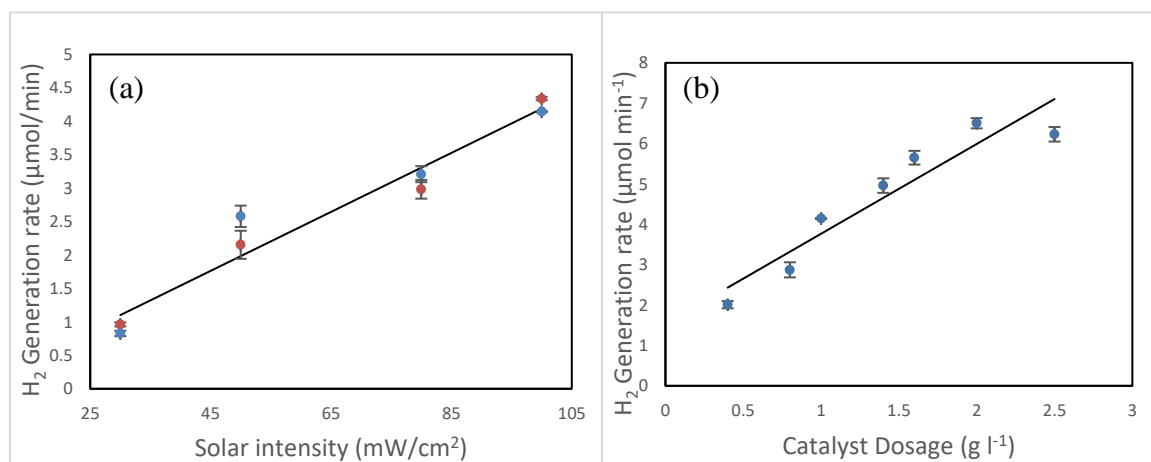 (a)
H₂ Generation rate (µmol/min)
5
4.5
4
3.5
3
2.5
2
1.5
1
0.5
0
25 45 65 85 105
Solar intensity (mW/cm²)
(b)
H₂ Generation rate (µmol min⁻¹)
8
7
6
5
4
3
2
1
0
0 0.5 1 1.5 2 2.5 3
Catalyst Dosage (g l⁻¹)